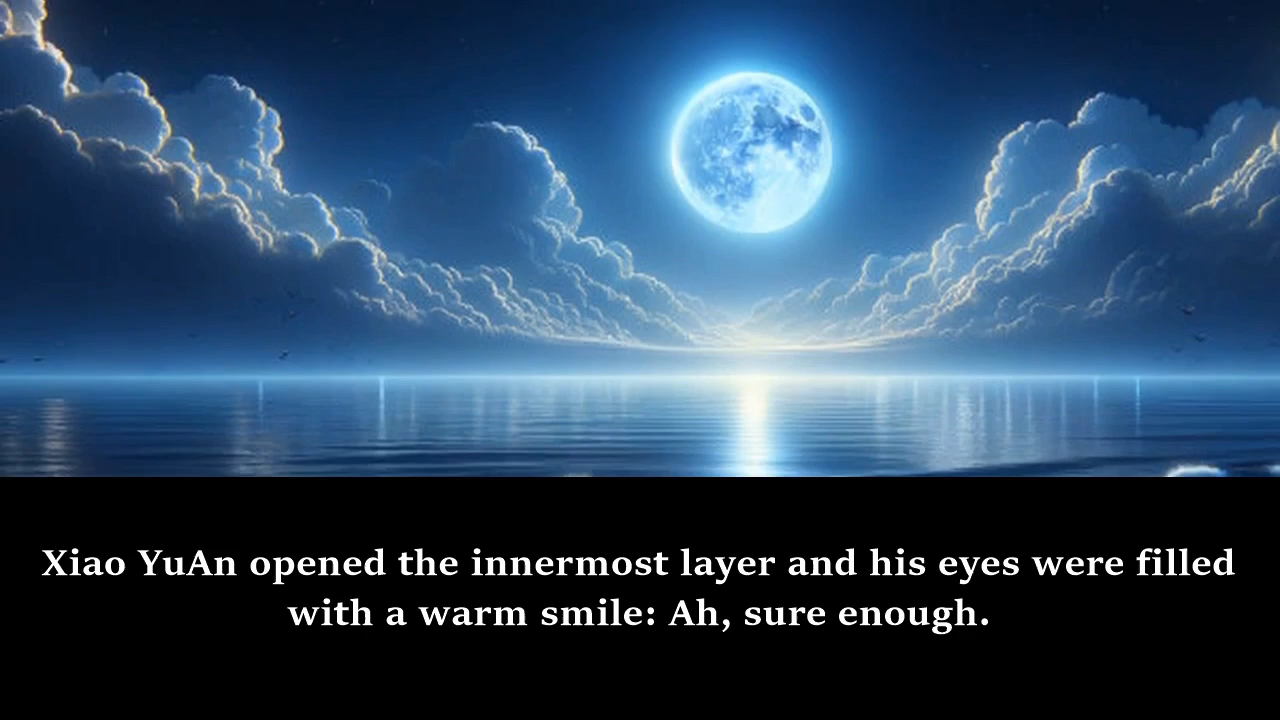 Xiao YuAn opened the innermost layer and his eyes were filled
with a warm smile: Ah, sure enough.